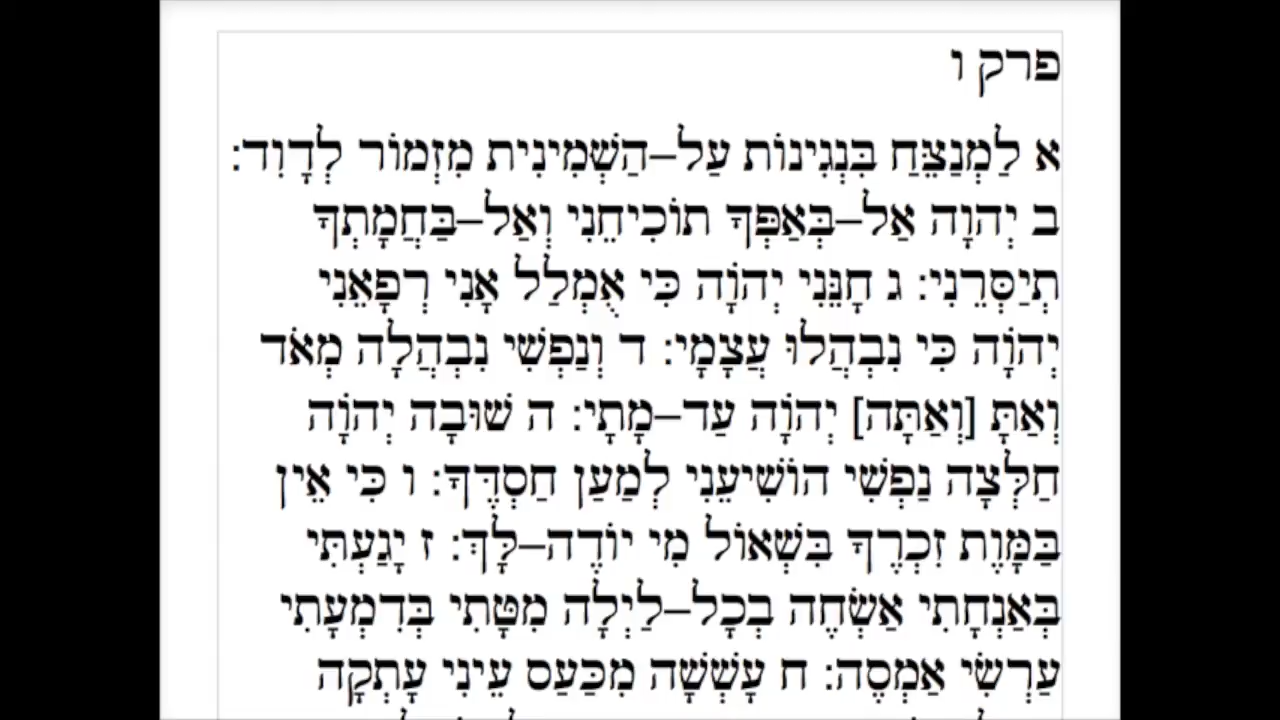 פרק ו
א לַמְנַצֵּחַ בִּנְגִינוֹת עַל–הַשְּׁמִינִית מִזְמוֹר לְדָוִד:
ב יְהוָה אַל–בְּאַפְּךָ תוֹכִיחֵנִי וְאַל–בַּחֲמָתְךָ
תְיַסְּרֵנִי: ג חָנֵּנִי יְהוָה כִּי אֻמְלַל אָנִי רְפָאֵנִי
יְהוָה כִּי נִבְהֲלוּ עֲצָמָי: ד וְנַפְשִׁי נִבְהֲלָה מְאֹד
וְאַתָּ [וְאַתָּה] יְהוָה עַד–מָתָי: ה שׁוּבָה יְהוָה
חַלְּצָה נַפְשִׁי הוֹשִׁיעֵנִי לְמַעַן חַסְדֶּךָ: ו כִּי אֵין
בַּמָּוֶת זִכְרֶךָ בִּשְׁאוֹל מִי יוֹדֶה–לָּךְ: ז יָגַעְתִּי
בְּאַנְחָתִי אַשְׂחֶה בְכָל–לַיְלָה מִטָּתִי בְּדִמְעָתִי
עַרְשִׂי אַמְסֶה: ח עָשְׁשָׁה מִכַּעַס עֵינִי עָתְקָה